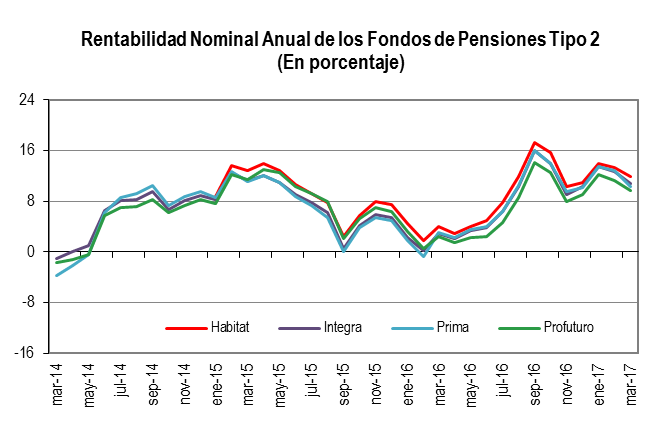 Rentabilidad Nominal Anual de los Fondos de Pensiones Tipo 2
(En porcentaje)
24
16
8
0
-8
-16
Habitat
Integra
Prima
Profuturo
mar-14
may-14
jul-14
sep-14
nov-14
ene-15
mar-15
may-15
jul-15
sep-15
nov-15
ene-16
mar-16
may-16
jul-16
sep-16
nov-16
ene-17
mar-17